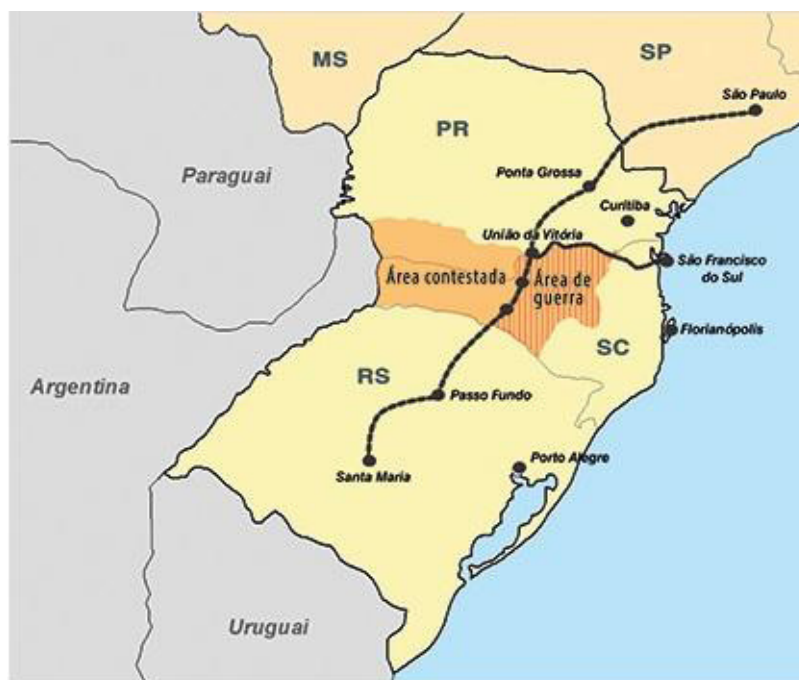 MS
SP
São Paulo
PR
Ponta Grossa
Paraguai
Curitiba
União da Vitória
São Francisco
do Sul
Área contestada
Área de
guerra
Florianópolis
SC
RS
Argentina
Passo Fundo
Porto Alegre
Santa Maria
Uruguai